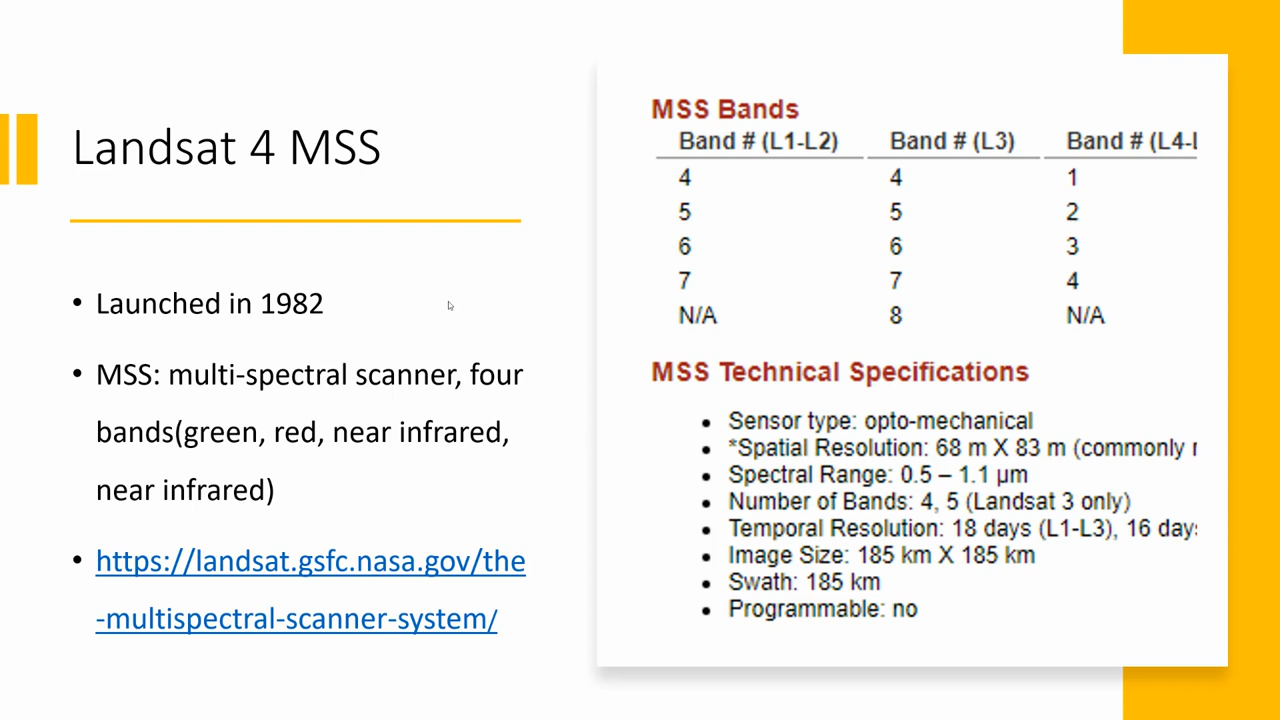 Landsat 4 MSS
• Launched in 1982
• MSS: multi-spectral scanner, four
bands(green, red, near infrared,
near infrared)
• https://landsat.gsfc.nasa.gov/the
-multispectral-scanner-system/
MSS Bands
Band # (L1-L2) Band # (L3) Band # (L4-L
4 4 1
5 5 2
6 6 3
7 7 4
N/A 8 N/A
MSS Technical Specifications
• Sensor type: opto-mechanical
• *Spatial Resolution: 68 m X 83 m (commonly r
• Spectral Range: 0.5 – 1.1 µm
• Number of Bands: 4, 5 (Landsat 3 only)
• Temporal Resolution: 18 days (L1-L3), 16 days
• Image Size: 185 km X 185 km
• Swath: 185 km
• Programmable: no